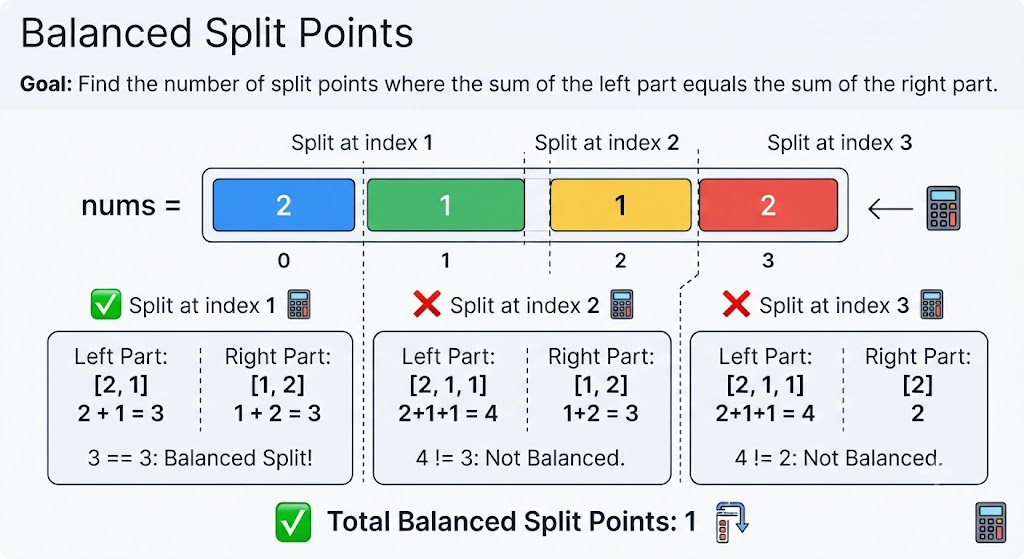 Balanced Split Points
Goal: Find the number of split points where the sum of the left part equals the sum of the right part.
Split at index 1
Split at index 2
Split at index 3
nums =
2
1
1
2
0
1
2
3
✅ Split at index 1
❌ Split at index 2
❌ Split at index 3
Left Part:
[2, 1]
2 + 1 = 3
Right Part:
[1, 2]
1 + 2 = 3
3 == 3: Balanced Split!
Left Part:
[2, 1, 1]
2+1+1 = 4
Right Part:
[1, 2]
1+2 = 3
4 != 3: Not Balanced.
Left Part:
[2, 1, 1]
2+1+1 = 4
Right Part:
[2]
2
4 != 2: Not Balanced.
✅ Total Balanced Split Points: 1